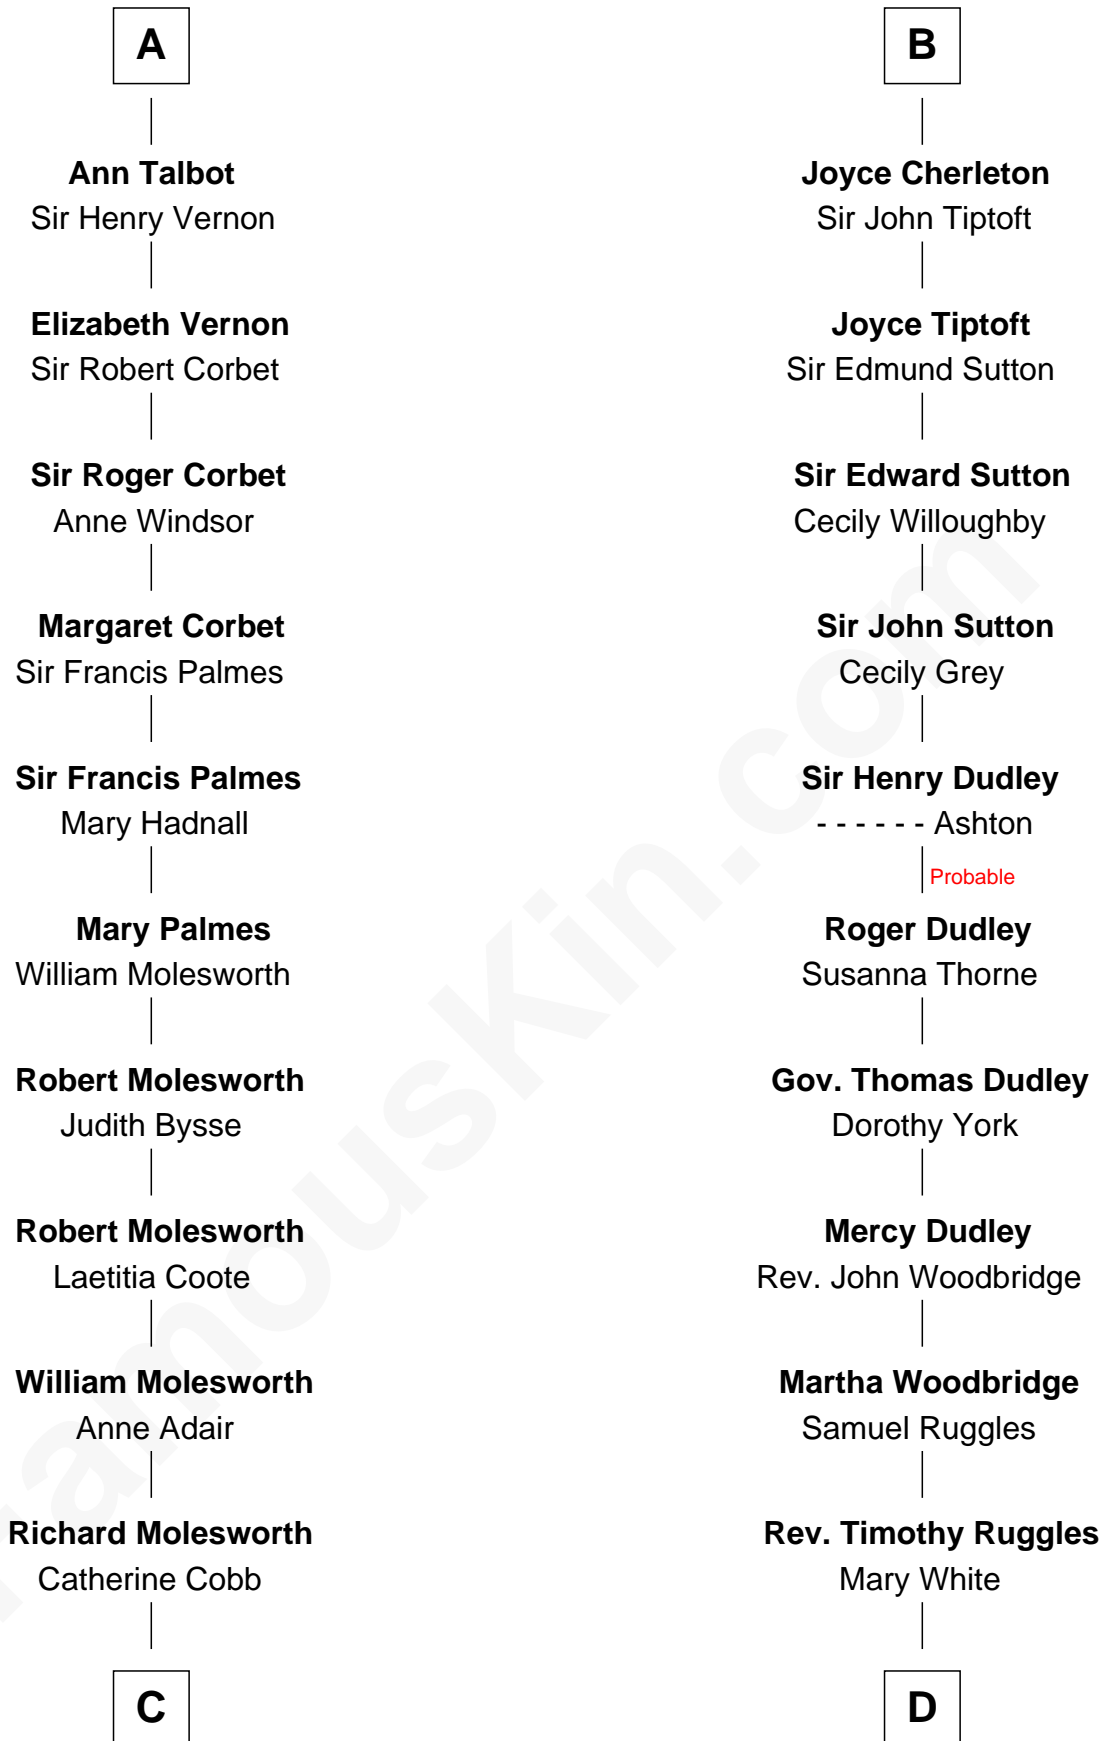 A
Ann Talbot
Sir Henry Vernon
Elizabeth Vernon
Sir Robert Corbet
Sir Roger Corbet
Anne Windsor
Margaret Corbet
Sir Francis Palmes
Sir Francis Palmes
Mary Hadnall
Mary Palmes
William Molesworth
Robert Molesworth
Judith Bysse
Robert Molesworth
Laetitia Coote
William Molesworth
Anne Adair
Richard Molesworth
Catherine Cobb
C
B
Joyce Cherleton
Sir John Tiptoft
Joyce Tiptoft
Sir Edmund Sutton
Sir Edward Sutton
Cecily Willoughby
Sir John Sutton
Cecily Grey
Sir Henry Dudley
- - - - - - Ashton
Probable
Roger Dudley
Susanna Thorne
Gov. Thomas Dudley
Dorothy York
Mercy Dudley
Rev. John Woodbridge
Martha Woodbridge
Samuel Ruggles
Rev. Timothy Ruggles
Mary White
D
FamousKin.com